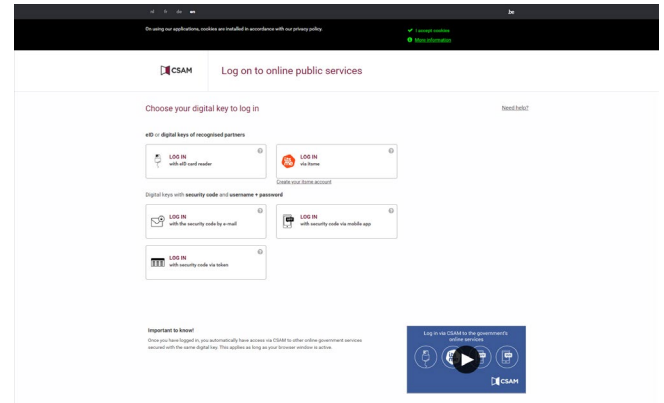 nl fr de en
.be
On using our applications, cookies are installed in accordance with our privacy policy.
I accept cookies
More information
CSAM
Log on to online public services
Choose your digital key to log in
Need help?
eID or digital keys of recognised partners
LOG IN
with eID card reader
LOG IN
via itsme
Create your itsme account
Digital keys with security code and username + password
LOG IN
with the security code by e-mail
LOG IN
with security code via mobile app
LOG IN
with security code via token
Important to know!
Once you have logged in, you automatically have access via CSAM to other online government services
secured with the same digital key. This applies as long as your browser window is active.
Log in via CSAM to the government's
online services
CSAM